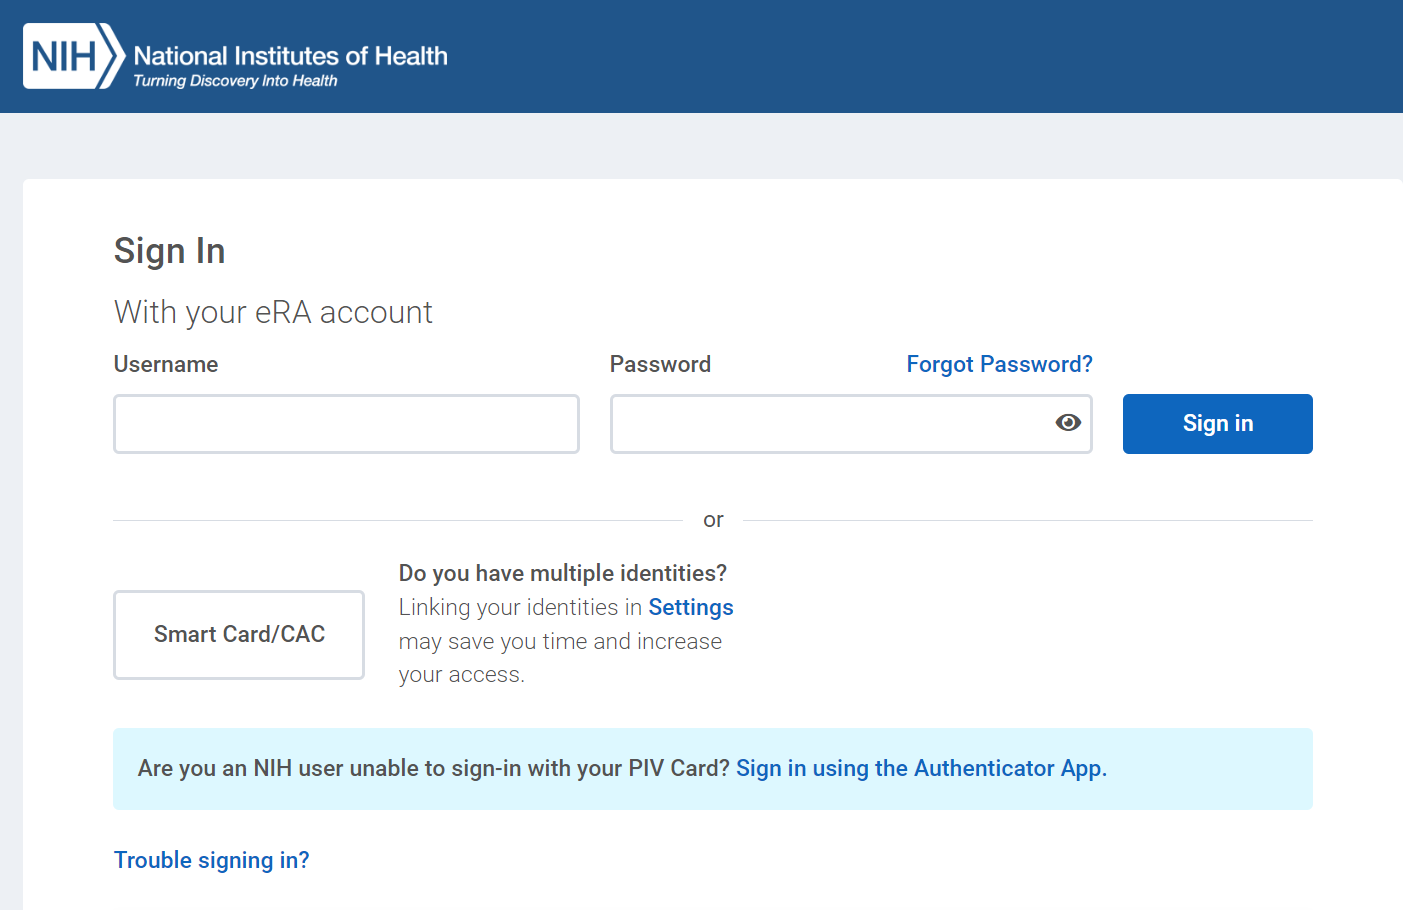 NIH
National Institutes of Health
Turning Discovery Into Health
Sign In
With your eRA account
Username
Password
Forgot Password?
Sign in
or
Smart Card/CAC
Do you have multiple identities?
Linking your identities in Settings
may save you time and increase
your access.
Are you an NIH user unable to sign-in with your PIV Card? Sign in using the Authenticator App.
Trouble signing in?